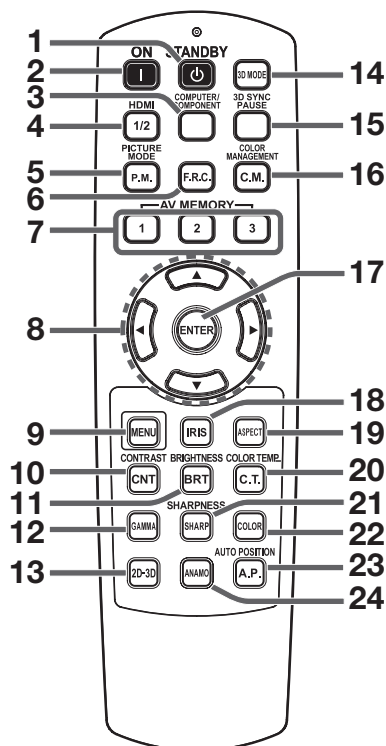 ON STANDBY
1
2 I 3D MODE 14
3 COMPUTER/
COMPONENT 3D SYNC
PAUSE
HDMI
4 1/2 15
PICTURE
MODE COLOR
MANAGEMENT
5 P.M. F.R.C. C.M. 16
6
AV MEMORY
7 1 2 3
17
8 ENTER
18
9 MENU IRIS ASPECT 19
CONTRAST BRIGHTNESS COLOR TEMP.
10 CNT BRT C.T. 20
11 SHARPNESS 21
12 GAMMA SHARP COLOR 22
AUTO POSITION
13 2D-3D ANAMO A.P. 23
24